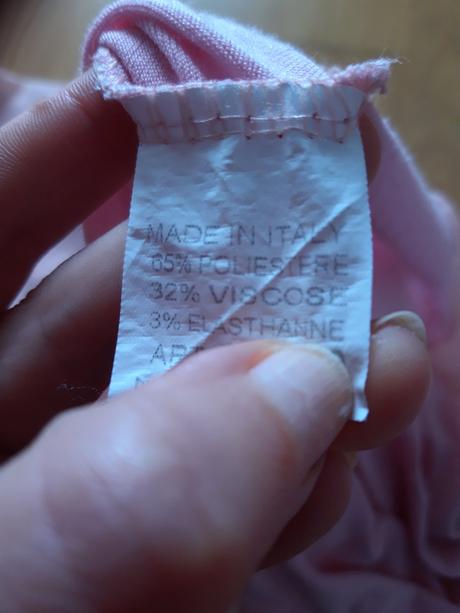 MADE IN ITALY
65% POLIESTERE
32% VISCOSE
3% ELASTHANNE